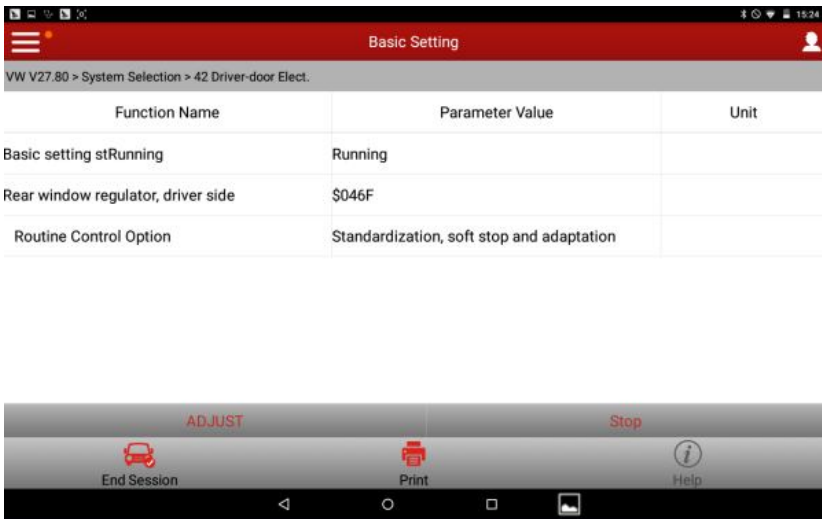 15:24
Basic Setting
VW V27.80 > System Selection > 42 Driver-door Elect.
Function Name Parameter Value Unit
Basic setting stRunning Running
Rear window regulator, driver side $046F
Routine Control Option Standardization, soft stop and adaptation
ADJUST Stop
End Session Print Help